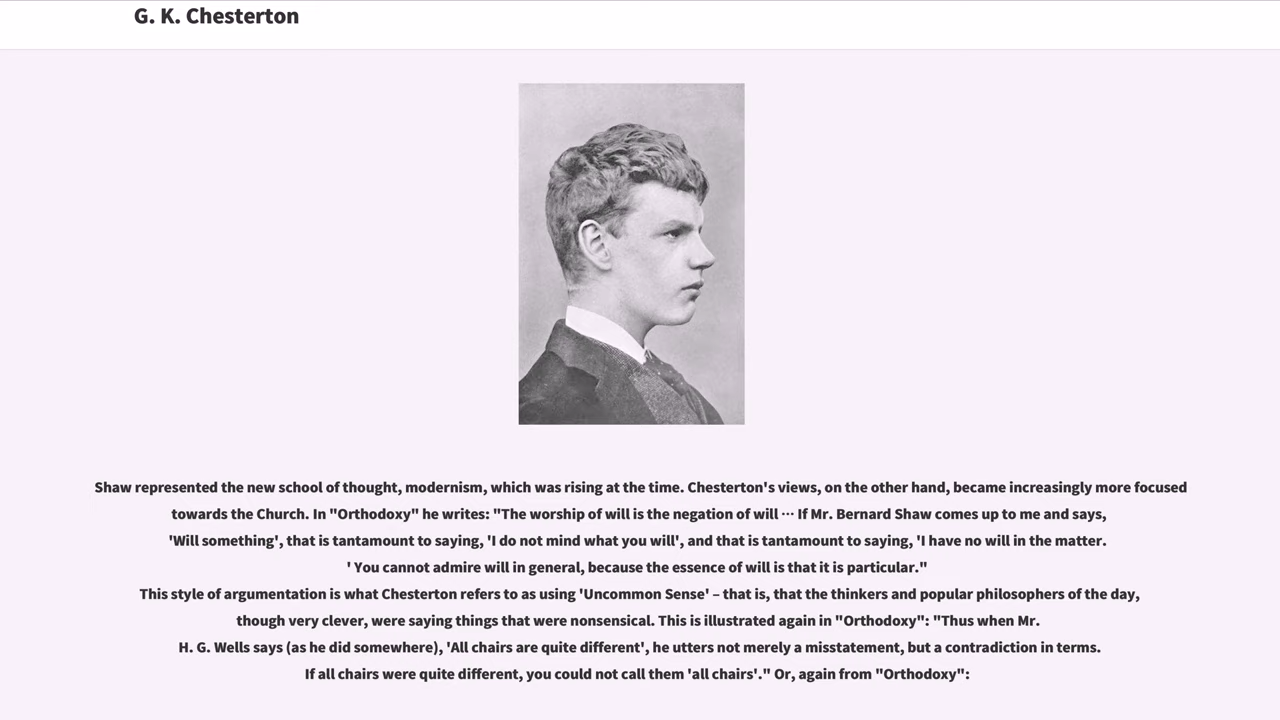 G. K. Chesterton
Shaw represented the new school of thought, modernism, which was rising at the time. Chesterton's views, on the other hand, became increasingly more focused
towards the Church. In "Orthodoxy" he writes: "The worship of will is the negation of will ··· If Mr. Bernard Shaw comes up to me and says,
'Will something', that is tantamount to saying, 'I do not mind what you will', and that is tantamount to saying, 'I have no will in the matter.
' You cannot admire will in general, because the essence of will is that it is particular."
This style of argumentation is what Chesterton refers to as using 'Uncommon Sense' – that is, that the thinkers and popular philosophers of the day,
though very clever, were saying things that were nonsensical. This is illustrated again in "Orthodoxy": "Thus when Mr.
H. G. Wells says (as he did somewhere), 'All chairs are quite different', he utters not merely a misstatement, but a contradiction in terms.
If all chairs were quite different, you could not call them 'all chairs'." Or, again from "Orthodoxy":